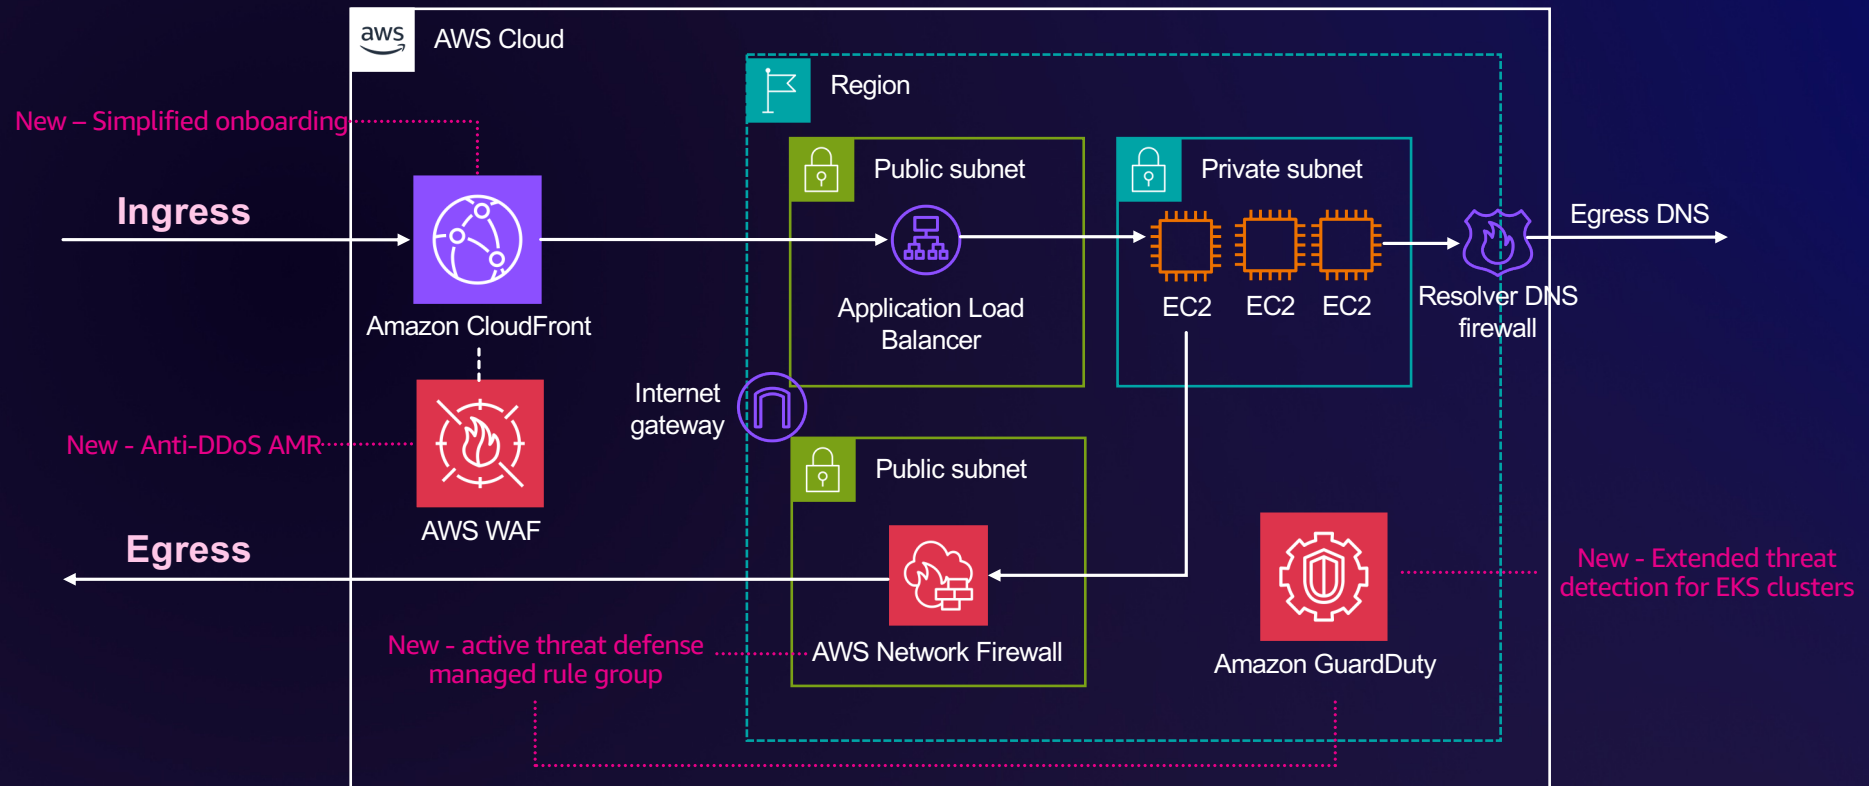 aws
AWS Cloud
Region
New – Simplified onboarding
Public subnet
Private subnet
Ingress
Egress DNS
Amazon CloudFront
Application Load
Balancer
EC2
EC2
EC2
Resolver DNS
firewall
Internet
gateway
New - Anti-DDoS AMR
Public subnet
AWS WAF
Egress
New - Extended threat
detection for EKS clusters
New - active threat defense
managed rule group
AWS Network Firewall
Amazon GuardDuty